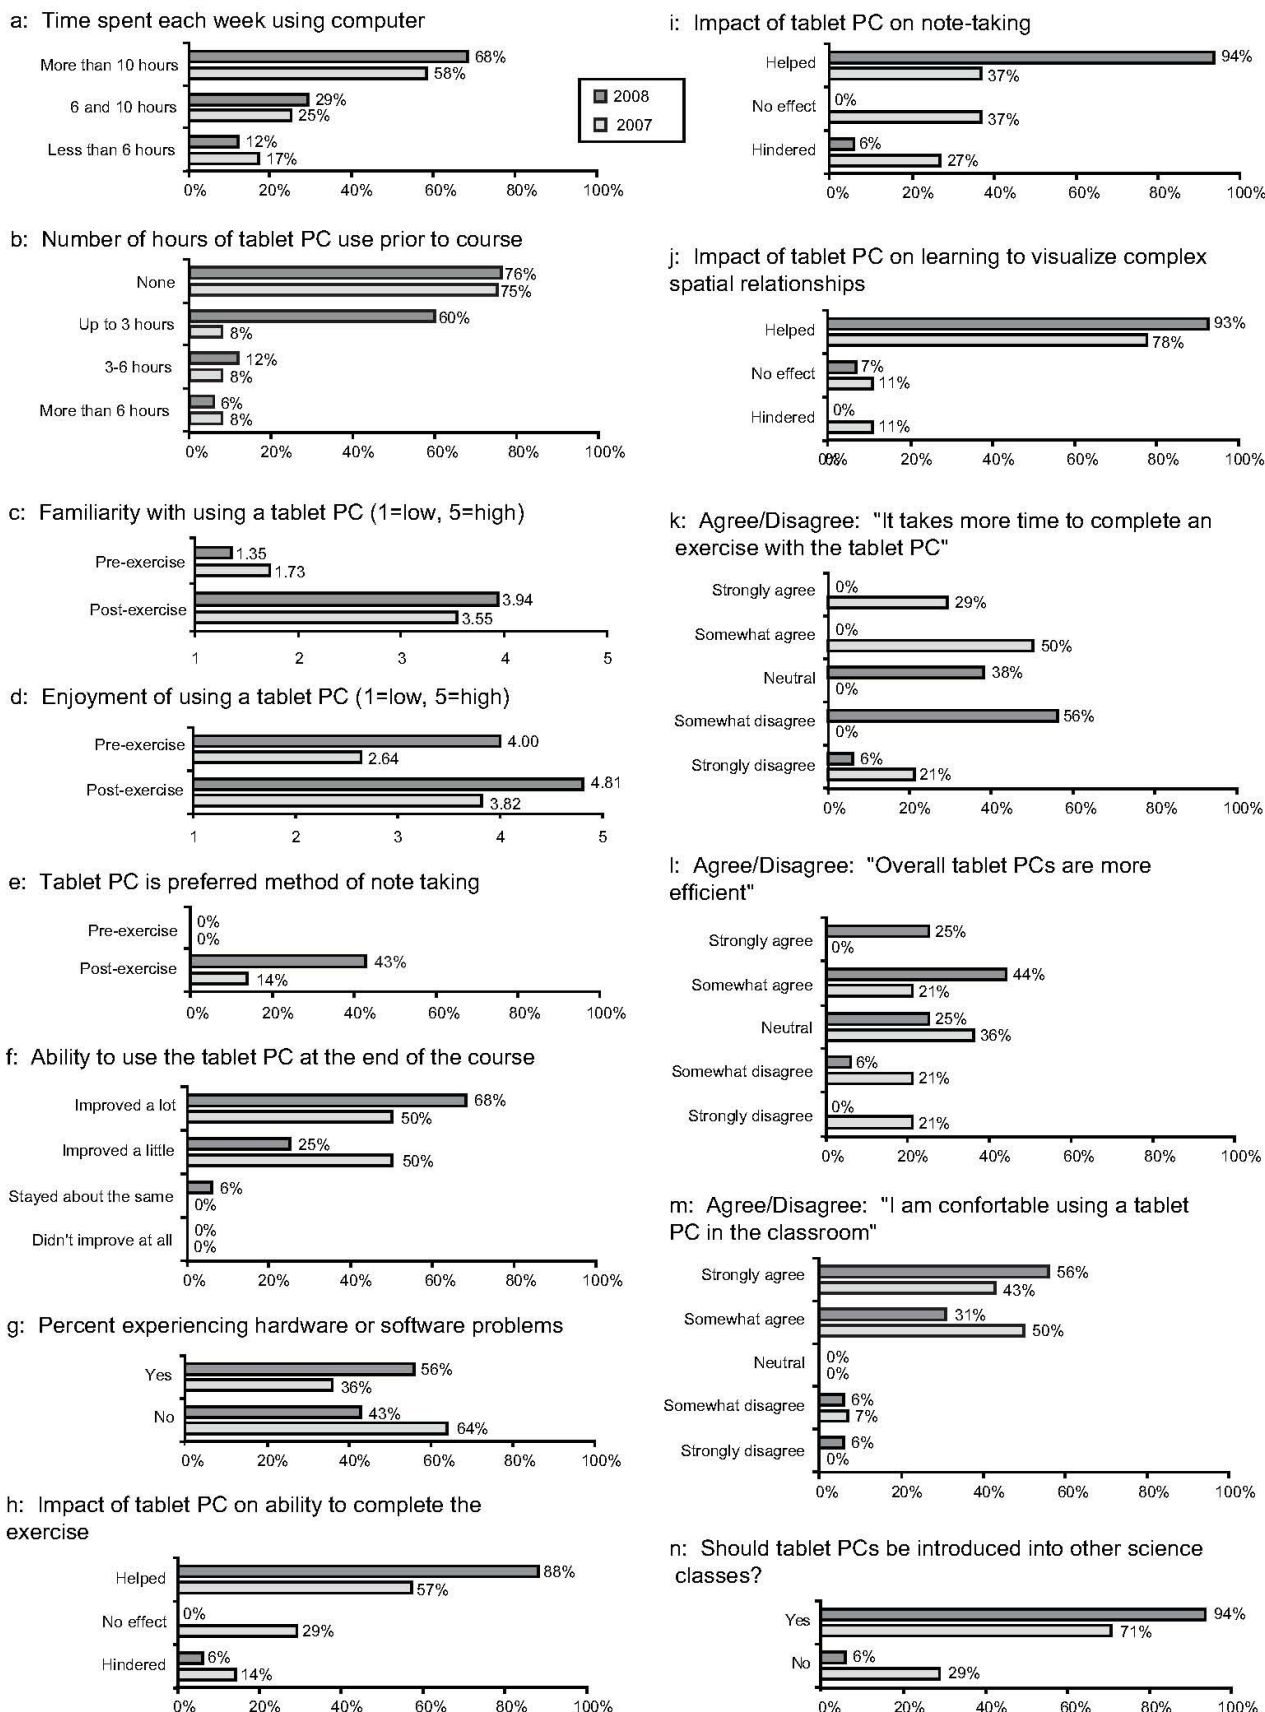 a: Time spent each week using computer
More than 10 hours 68%
58%
6 and 10 hours 29%
25%
Less than 6 hours 12%
17%
0% 20% 40% 60% 80% 100%
2008
2007
b: Number of hours of tablet PC use prior to course
None 76%
75%
Up to 3 hours 60%
8%
3-6 hours 12%
8%
More than 6 hours 6%
8%
0% 20% 40% 60% 80% 100%
c: Familiarity with using a tablet PC (1=low, 5=high)
Pre-exercise 1.35
1.73
Post-exercise 3.94
3.55
1 2 3 4 5
d: Enjoyment of using a tablet PC (1=low, 5=high)
Pre-exercise 4.00
2.64
Post-exercise 4.81
3.82
1 2 3 4 5
e: Tablet PC is preferred method of note taking
Pre-exercise 0%
0%
Post-exercise 43%
14%
0% 20% 40% 60% 80% 100%
f: Ability to use the tablet PC at the end of the course
Improved a lot 68%
50%
Improved a little 25%
50%
Stayed about the same 6%
0%
Didn't improve at all 0%
0%
0% 20% 40% 60% 80% 100%
g: Percent experiencing hardware or software problems
Yes 56%
36%
No 43%
64%
0% 20% 40% 60% 80% 100%
h: Impact of tablet PC on ability to complete the
exercise
Helped 88%
57%
No effect 0%
29%
Hindered 6%
14%
0% 20% 40% 60% 80% 100%
i: Impact of tablet PC on note-taking
Helped 94%
37%
No effect 0%
37%
Hindered 6%
27%
0% 20% 40% 60% 80% 100%
j: Impact of tablet PC on learning to visualize complex
spatial relationships
Helped 93%
78%
No effect 7%
11%
Hindered 0%
11%
0% 20% 40% 60% 80% 100%
k: Agree/Disagree: "It takes more time to complete an
exercise with the tablet PC"
Strongly agree 0%
29%
Somewhat agree 0%
50%
Neutral 38%
0%
Somewhat disagree 56%
0%
Strongly disagree 6%
21%
0% 20% 40% 60% 80% 100%
l: Agree/Disagree: "Overall tablet PCs are more
efficient"
Strongly agree 25%
0%
Somewhat agree 44%
21%
Neutral 25%
36%
Somewhat disagree 6%
21%
Strongly disagree 0%
21%
0% 20% 40% 60% 80% 100%
m: Agree/Disagree: "I am confortable using a tablet
PC in the classroom"
Strongly agree 56%
43%
Somewhat agree 31%
50%
Neutral 0%
0%
Somewhat disagree 6%
7%
Strongly disagree 6%
0%
0% 20% 40% 60% 80% 100%
n: Should tablet PCs be introduced into other science
classes?
Yes 94%
71%
No 6%
29%
0% 20% 40% 60% 80% 100%